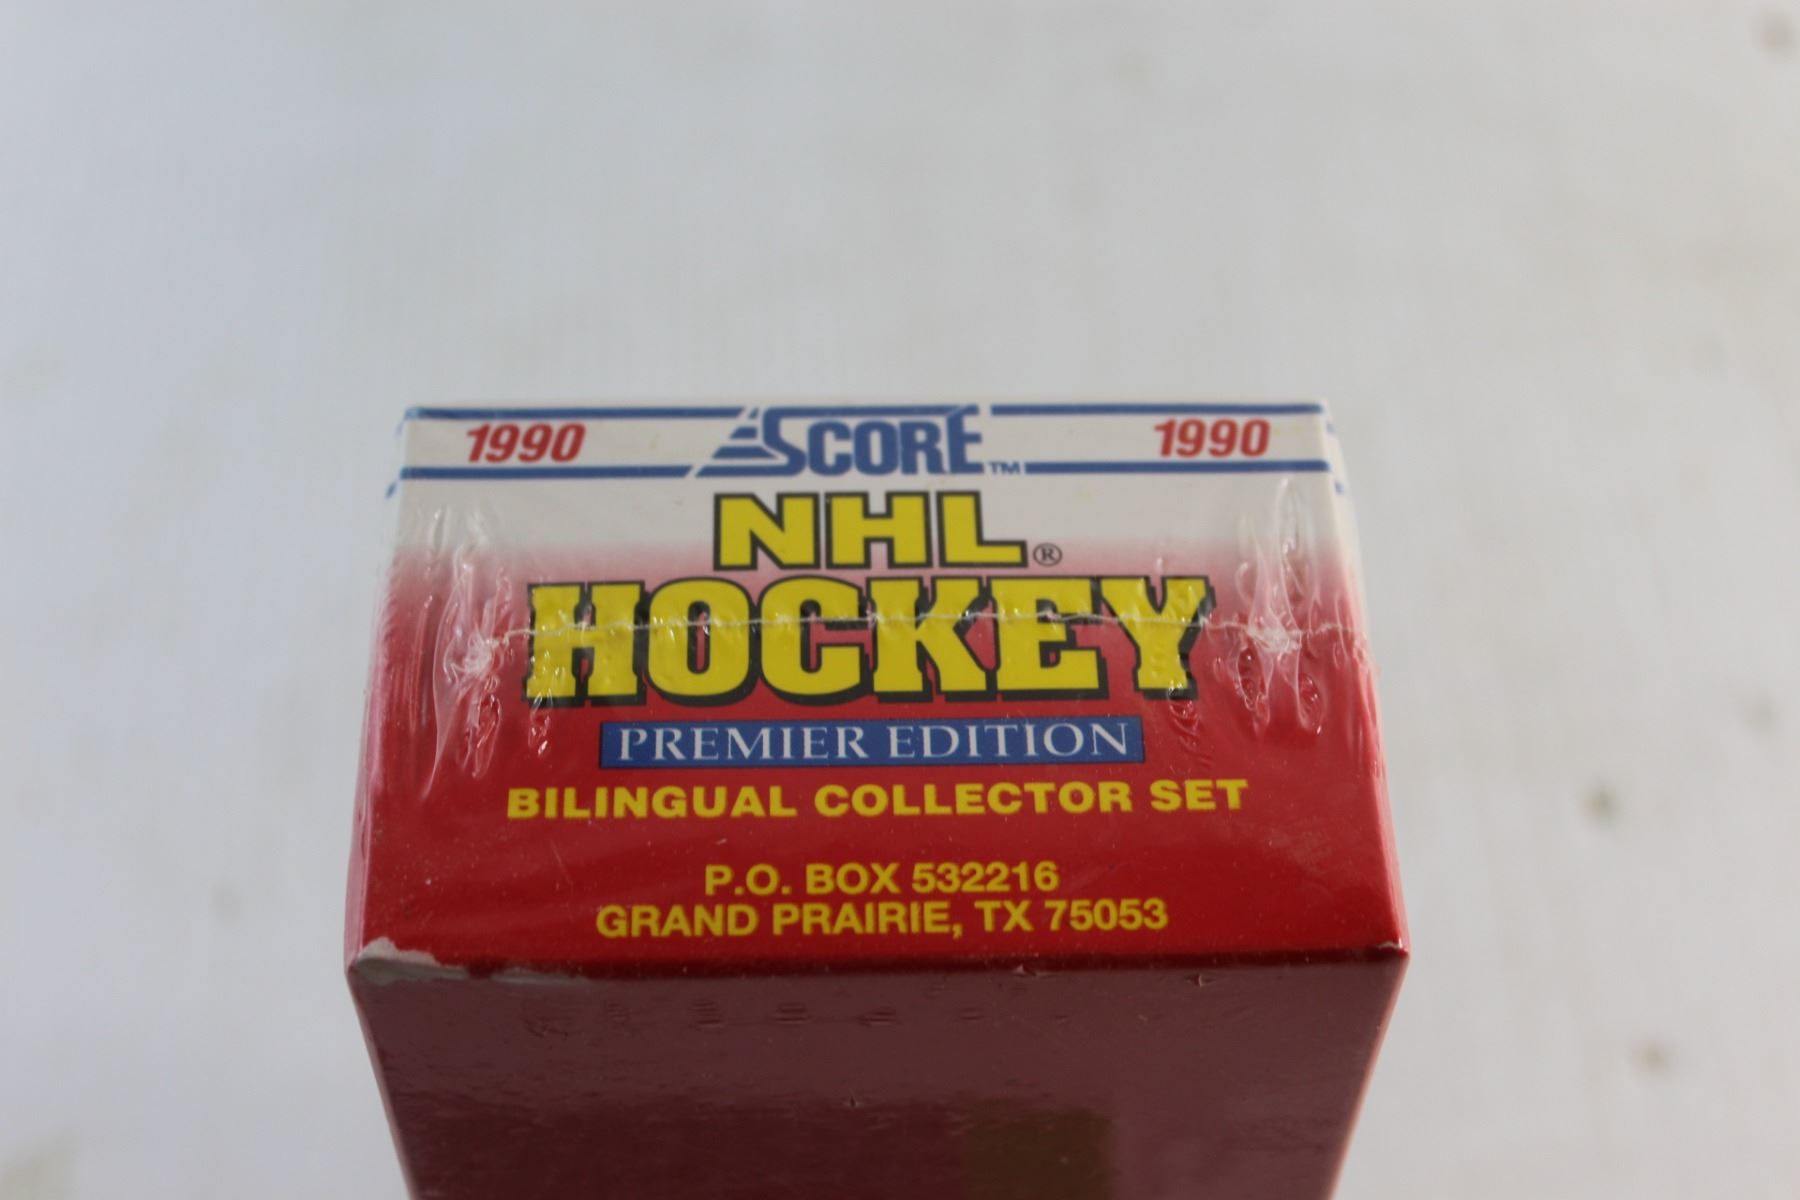 1990 SCORE™ 1990
NHL®
HOCKEY
PREMIER EDITION
BILINGUAL COLLECTOR SET
P.O. BOX 532216
GRAND PRAIRIE, TX 75053